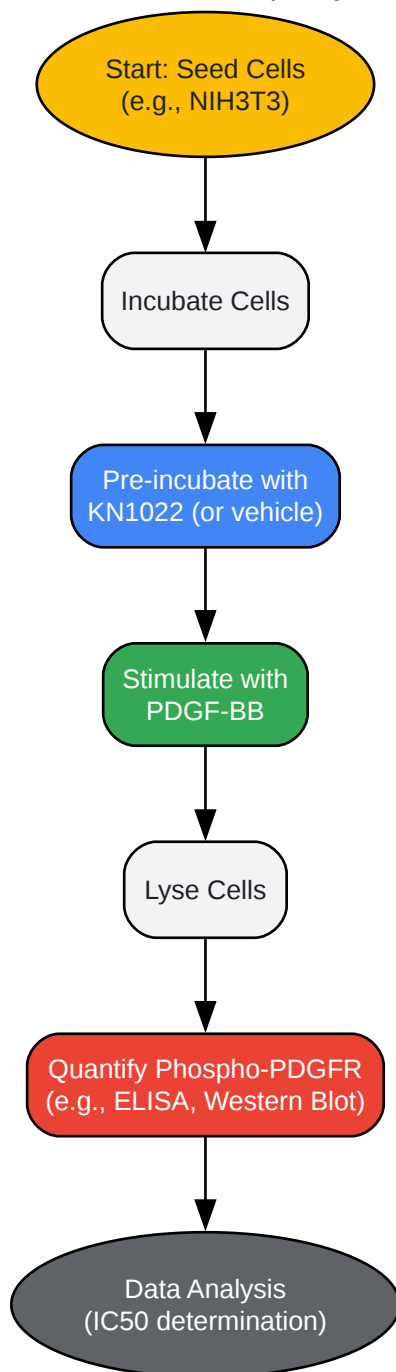 Start: Seed Cells
(e.g., NIH3T3)
Incubate Cells
Pre-incubate with
KN1022 (or vehicle)
Stimulate with
PDGF-BB
Lyse Cells
Quantify Phospho-PDGFR
(e.g., ELISA, Western Blot)
Data Analysis
(IC50 determination)